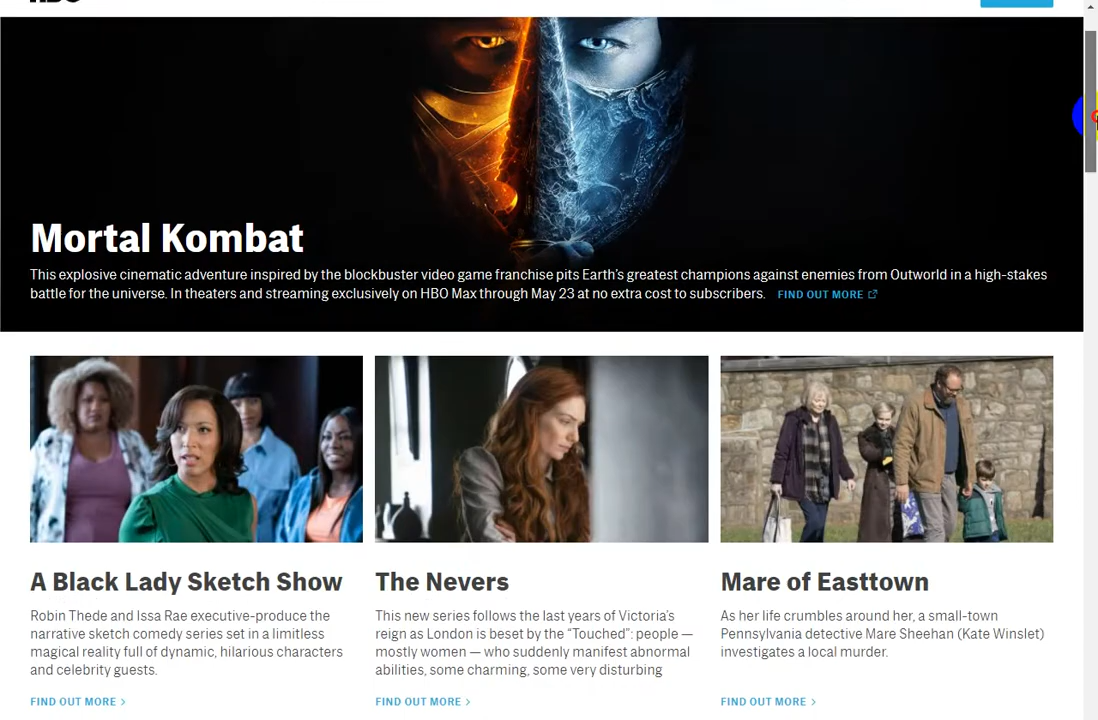 Mortal Kombat
This explosive cinematic adventure inspired by the blockbuster video game franchise pits Earth's greatest champions against enemies from Outworld in a high-stakes
battle for the universe. In theaters and streaming exclusively on HBO Max through May 23 at no extra cost to subscribers. FIND OUT MORE
A Black Lady Sketch Show
Robin Thede and Issa Rae executive-produce the
narrative sketch comedy series set in a limitless
magical reality full of dynamic, hilarious characters
and celebrity guests.
FIND OUT MORE >
The Nevers
This new series follows the last years of Victoria's
reign as London is beset by the “Touched”: people —
mostly women — who suddenly manifest abnormal
abilities, some charming, some very disturbing
FIND OUT MORE >
Mare of Easttown
As her life crumbles around her, a small-town
Pennsylvania detective Mare Sheehan (Kate Winslet)
investigates a local murder.
FIND OUT MORE >